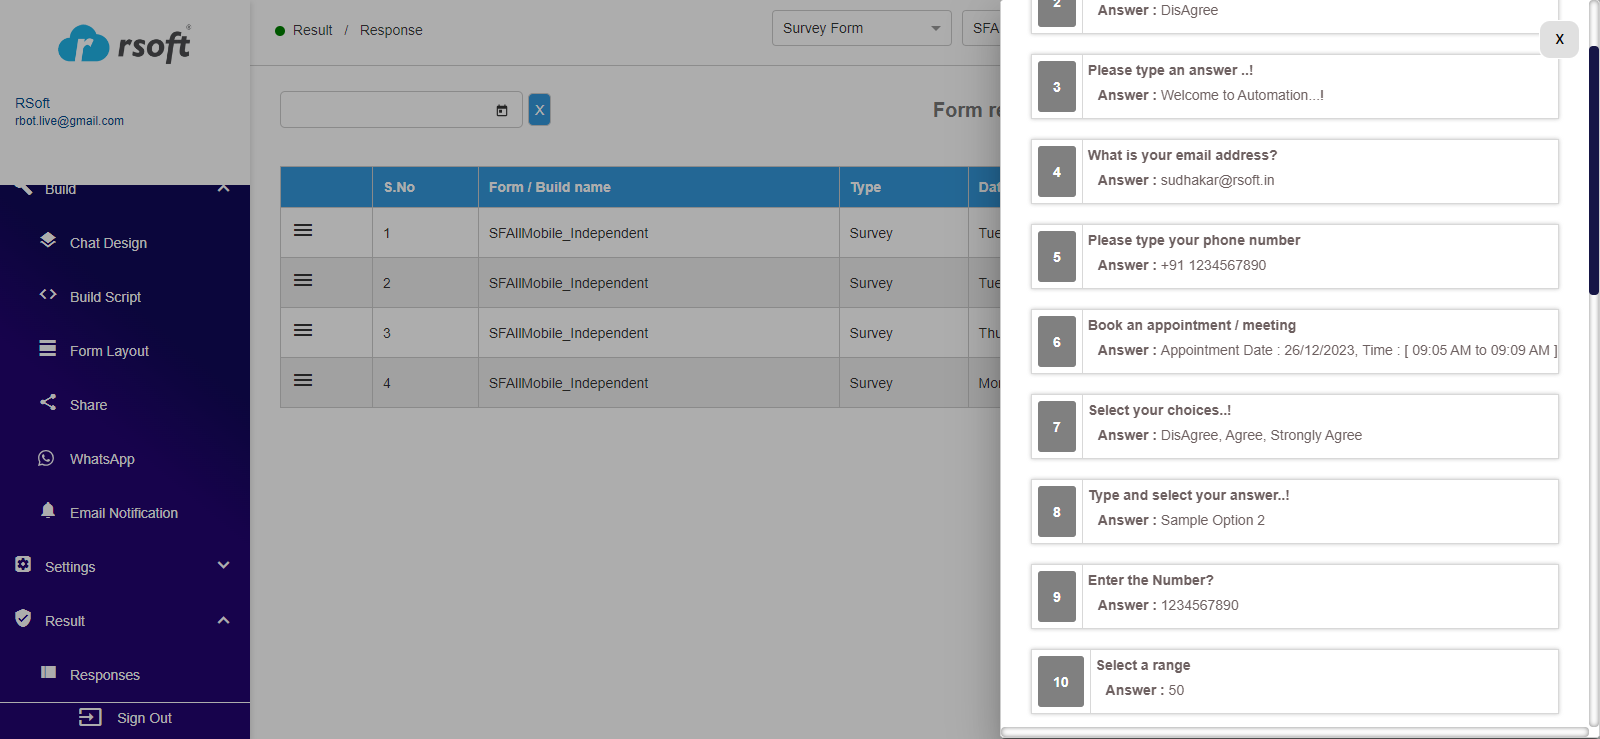 rsoft
RSoft
rbot.live@gmail.com
Build
Chat Design
Build Script
Form Layout
Share
WhatsApp
Email Notification
Settings
Result
Responses
Sign Out
Result / Response
Survey Form
SFA
X
Form re
S.No Form / Build name Type Dat
1 SFAllMobile_Independent Survey Tue
2 SFAllMobile_Independent Survey Tue
3 SFAllMobile_Independent Survey Thu
4 SFAllMobile_Independent Survey Mon
X
2
Answer : DisAgree
3
Please type an answer ..!
Answer : Welcome to Automation...!
4
What is your email address?
Answer : sudhakar@rsoft.in
5
Please type your phone number
Answer : +91 1234567890
6
Book an appointment / meeting
Answer : Appointment Date : 26/12/2023, Time : [ 09:05 AM to 09:09 AM ]
7
Select your choices..!
Answer : DisAgree, Agree, Strongly Agree
8
Type and select your answer..!
Answer : Sample Option 2
9
Enter the Number?
Answer : 1234567890
10
Select a range
Answer : 50